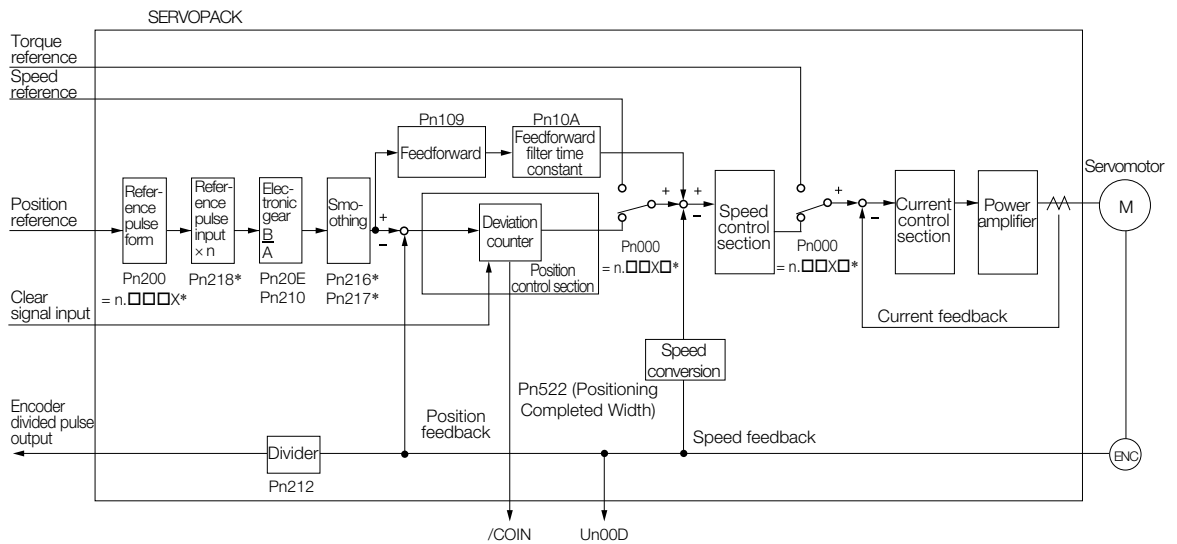 SERVOPACK
Torque
reference
Speed
reference
Pn109
Pn10A
Feedforward
Feedforward
filter time
constant
Servomotor
Position
reference
Refer-
ence
pulse
form
Refer-
ence
pulse
input
× n
Elec-
tronic
gear
B
A
Smo-
othing
+
−
Deviation
counter
Position
control section
+
+
−
Speed
control
section
+
−
Current
control
section
Power
amplifier
M
Pn200
= n.□□□X*
Pn218*
Pn20E
Pn210
Pn216*
Pn217*
Pn000
= n.□□X□*
Pn000
= n.□□X□*
Clear
signal input
Current feedback
Speed
conversion
Pn522 (Positioning
Completed Width)
Encoder
divided pulse
output
Position
feedback
Speed feedback
Divider
Pn212
ENC
/COIN
Un00D